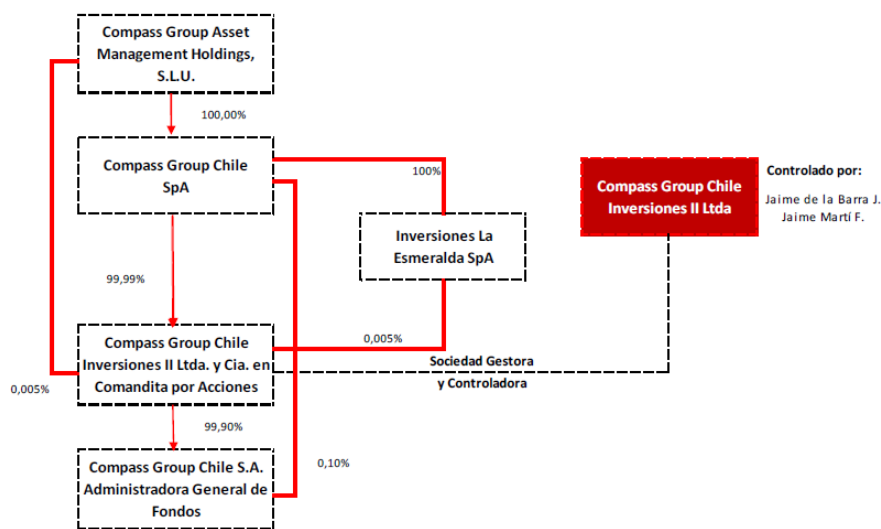 Compass Group Asset
Management Holdings,
S.L.U.
100,00%
Compass Group Chile
SpA
100%
Compass Group Chile
Inversiones II Ltda
Controlado por:
Jaime de la Barra J.
Jaime Martí F.
Inversiones La
Esmeralda SpA
99,99%
Compass Group Chile
Inversiones II Ltda. y Cia. en
Comandita por Acciones
0,005%
Sociedad Gestora
y Controladora
0,005%
99,90%
Compass Group Chile S.A.
Administradora General de
Fondos
0,10%